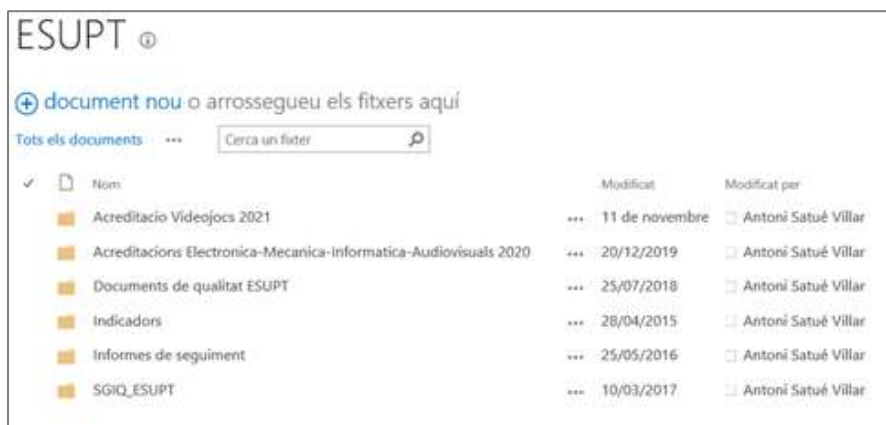 ESUPT
document nou o arrossegueu els fitxers aquí
Tots els documents ... Cerca un fitxer
Nom Modificat Modificat per
Acreditacio Videojocs 2021 ... 11 de novembre Antoni Satué Villar
Acreditacions Electronica-Mecanica-Informatica-Audiovisuals 2020 ... 20/12/2019 Antoni Satué Villar
Documents de qualitat ESUPT ... 25/07/2018 Antoni Satué Villar
Indicadors ... 28/04/2015 Antoni Satué Villar
Informes de seguiment ... 25/05/2016 Antoni Satué Villar
SGIQ_ESUPT ... 10/03/2017 Antoni Satué Villar